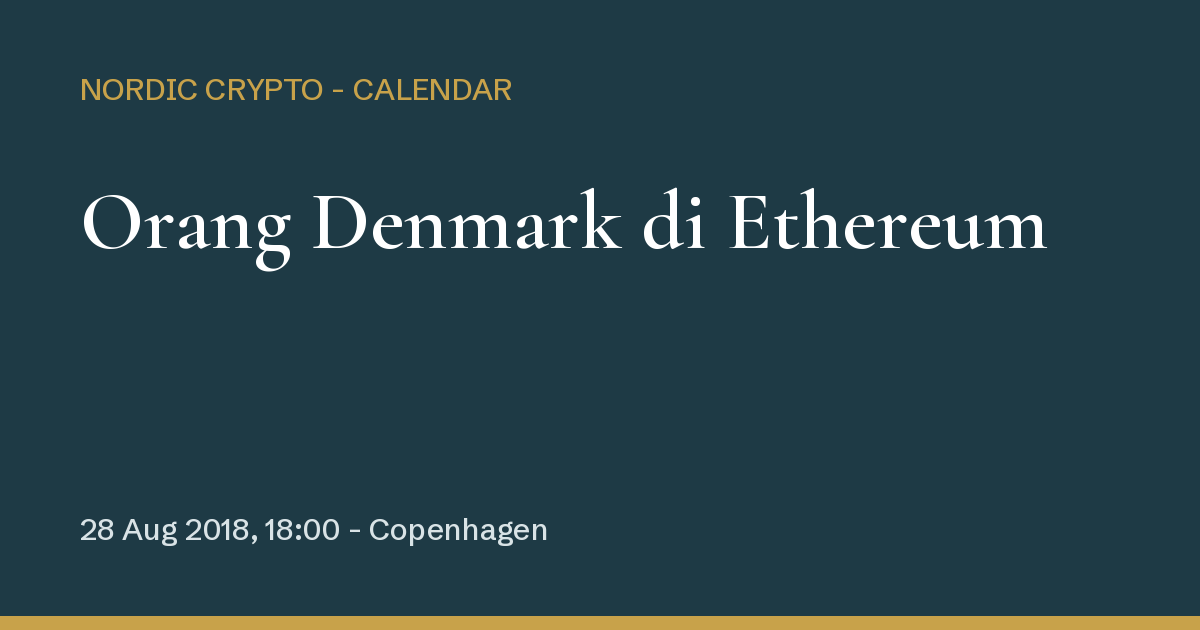 NORDIC CRYPTO - CALENDAR
Orang Denmark di Ethereum
28 Aug 2018, 18:00 - Copenhagen